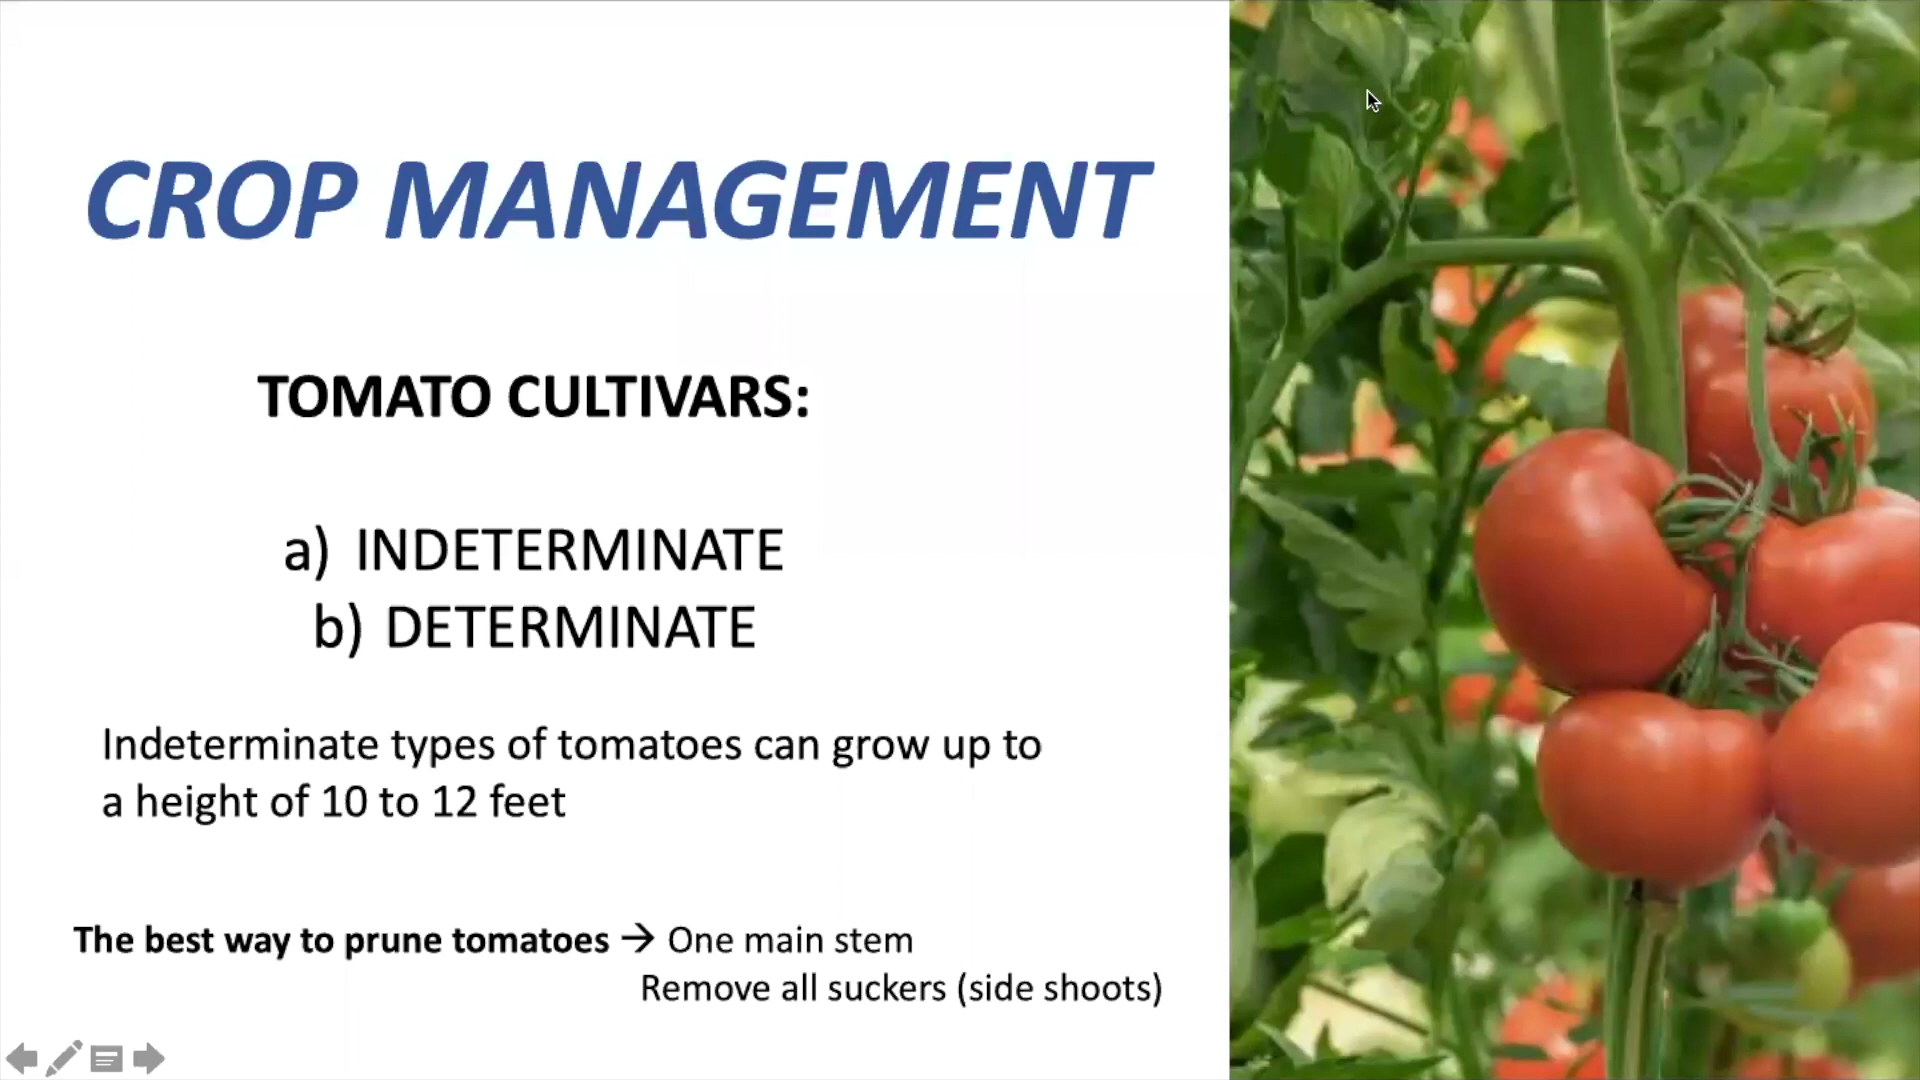 CROP MANAGEMENT
TOMATO CULTIVARS:
a) INDETERMINATE
b) DETERMINATE
Indeterminate types of tomatoes can grow up to
a height of 10 to 12 feet
The best way to prune tomatoes → One main stem
Remove all suckers (side shoots)